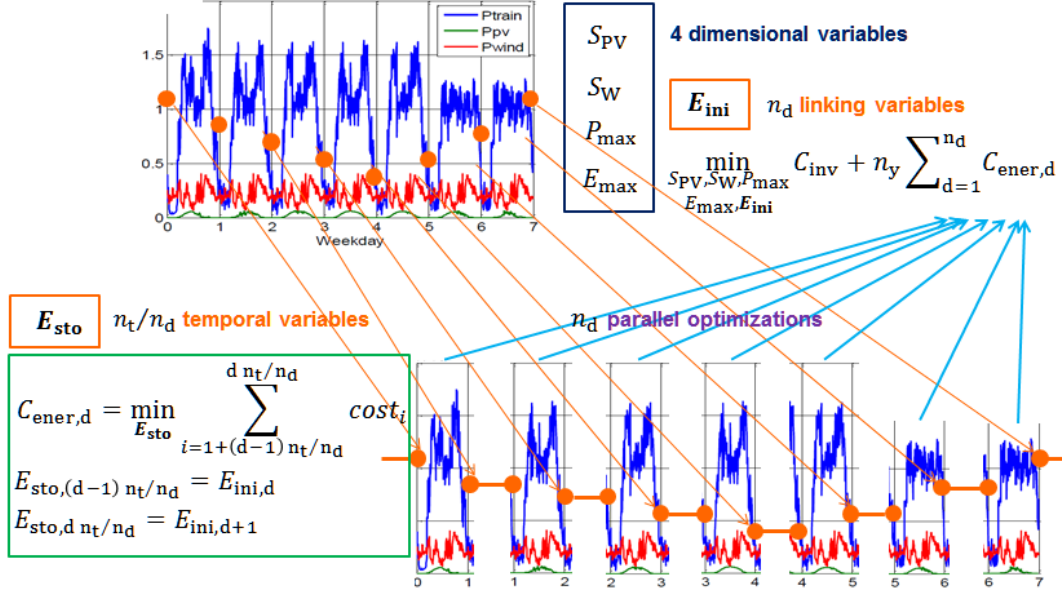 Ptrain
Ppv
Pwind
1.5
1
0.5
0
0 1 2 3 4 5 6 7
Weekday
S_PV
S_W
P_max
E_max
4 dimensional variables
E_ini n_d linking variables
min C_inv + n_y ∑_{d=1}^{n_d} C_ener,d
S_PV,S_W,P_max
E_max,E_ini
E_sto n_t/n_d temporal variables
n_d parallel optimizations
C_ener,d = min_{E_sto} ∑_{i=1+(d−1) n_t/n_d}^{d n_t/n_d} cost_i
E_sto,(d−1) n_t/n_d = E_ini,d
E_sto,d n_t/n_d = E_ini,d+1
0 1 1 2 2 3 3 4 4 5 5 6 6 7